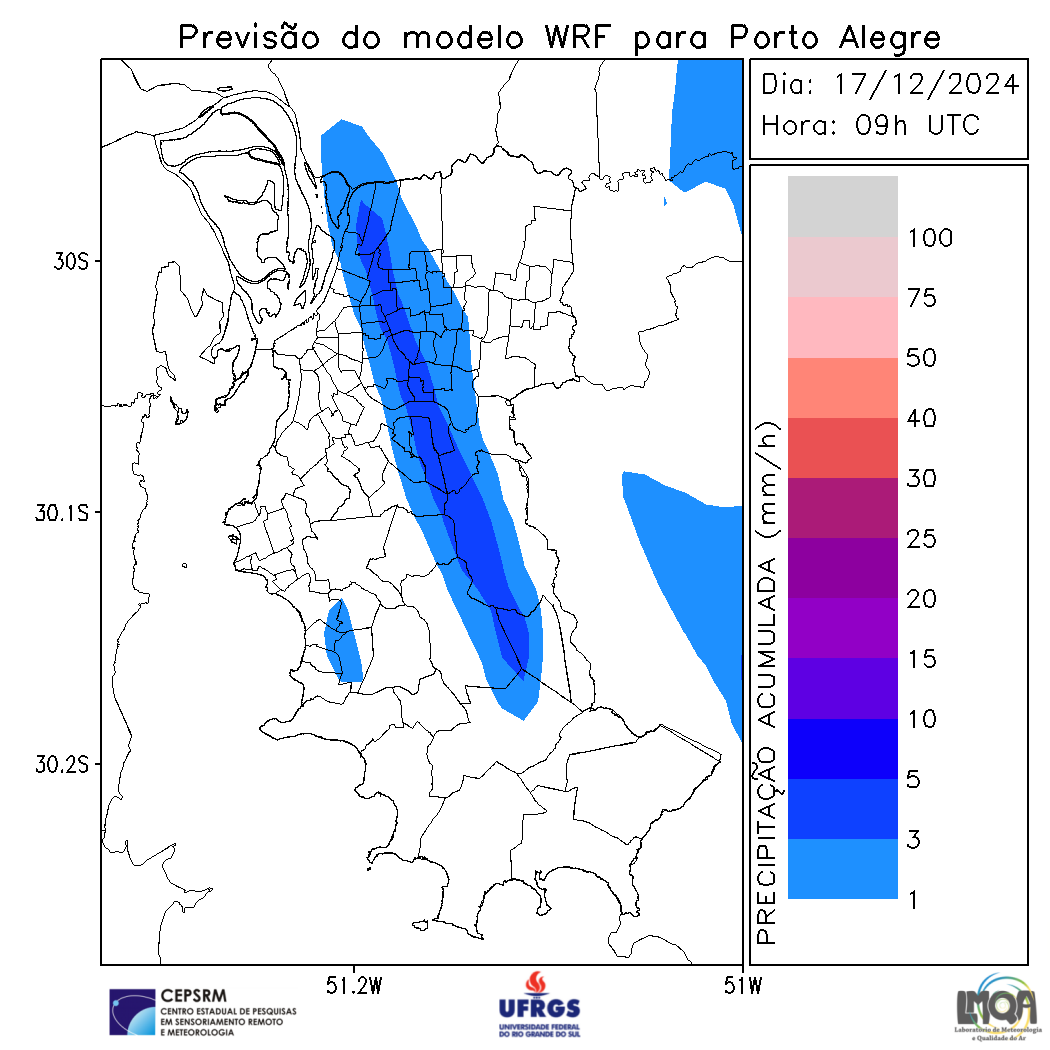 Previsão do modelo WRF para Porto Alegre
Dia: 17/12/2024
Hora: 09h UTC
30S
30.1S
30.2S
51.2W
51W
PRECIPITAÇÃO ACUMULADA (mm/h)
100
75
50
40
30
25
20
15
10
5
3
1
CEPSRM
CENTRO ESTADUAL DE PESQUISAS
EM SENSORIAMENTO REMOTO
E METEOROLOGIA
UFRGS
UNIVERSIDADE FEDERAL
DO RIO GRANDE DO SUL
LMQA
Laboratório de Meteorologia
e Qualidade do Ar